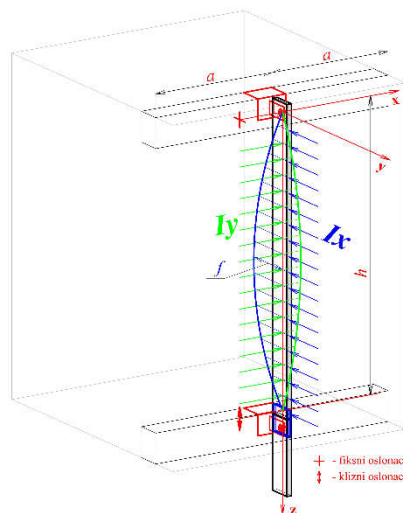 a
a
x
y
Iy
Ix
f
h
+ - fiksni oslonac
↕ - klizni oslonac
z